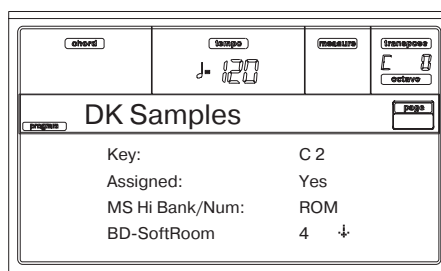 chord tempo measure transpose
♩= 120 C 0
octave
DK Samples page
program
Key: C 2
Assigned: Yes
MS Hi Bank/Num: ROM
BD-SoftRoom 4